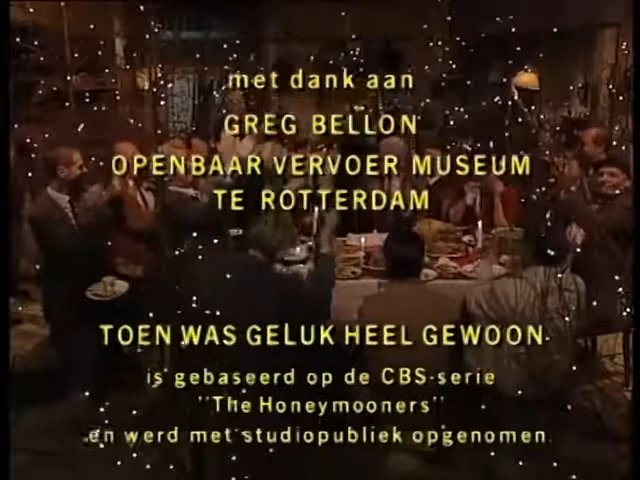 met dank aan
GREG BELLON
OPENBAAR VERVOER MUSEUM
TE ROTTERDAM
TOEN WAS GELUK HEEL GEWOON
is gebaseerd op de CBS-serie
"The Honeymooners"
en werd met studiopubliek opgenomen